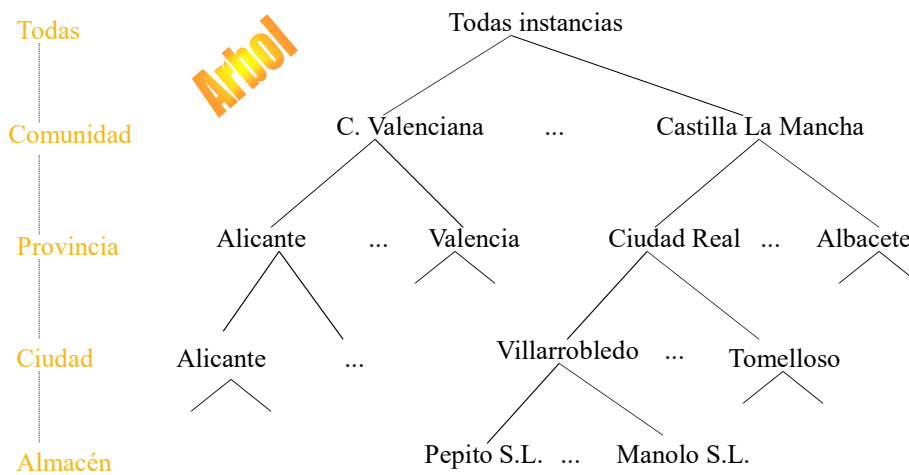 Todas
Arbol
Todas instancias
Comunidad
C. Valenciana ... Castilla La Mancha
Provincia
Alicante ... Valencia Ciudad Real ... Albacete
Ciudad
Alicante ... Villarrobledo ... Tomelloso
Almacén
Pepito S.L. ... Manolo S.L.